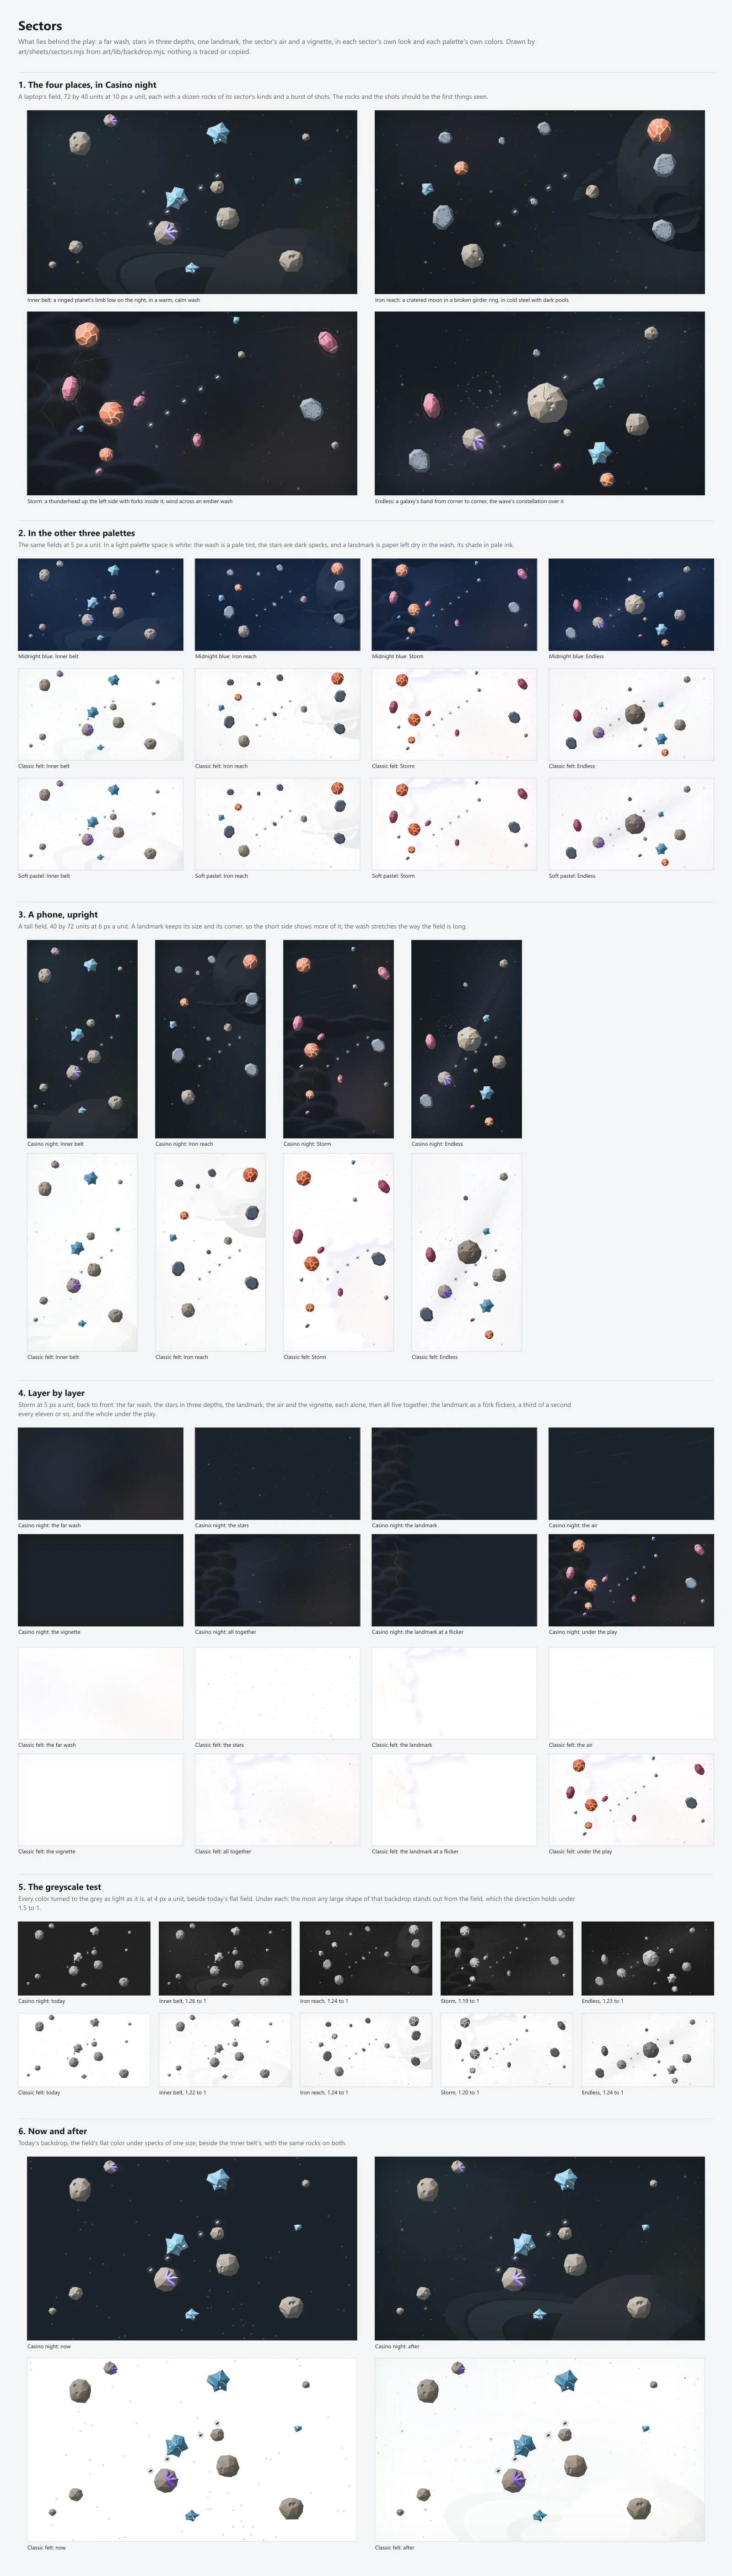 Sectors
What lies behind the play: a far wash, stars in three depths, one landmark, the sector's air and a vignette, in each sector's own look and each palette's own colors. Drawn by
art/sheets/sectors.mjs from art/lib/backdrop.mjs; nothing is traced or copied.
1. The four places, in Casino night
A laptop's field, 72 by 40 units at 10 px a unit, each with a dozen rocks of its sector's kinds and a burst of shots. The rocks and the shots should be the first things seen.
Inner belt: a ringed planet's limb low on the right, in a warm, calm wash
Iron reach: a cratered moon in a broken girder ring, in cold steel with dark pools
Storm: a thunderhead up the left side with forks inside it, wind across an ember wash
Endless: a galaxy's band from corner to corner, the wave's constellation over it
2. In the other three palettes
The same fields at 5 px a unit. In a light palette space is white: the wash is a pale tint, the stars are dark specks, and a landmark is paper left dry in the wash, its shade in pale ink.
Midnight blue: Inner belt
Midnight blue: Iron reach
Midnight blue: Storm
Midnight blue: Endless
Classic felt: Inner belt
Classic felt: Iron reach
Classic felt: Storm
Classic felt: Endless
Soft pastel: Inner belt
Soft pastel: Iron reach
Soft pastel: Storm
Soft pastel: Endless
3. A phone, upright
A tall field, 40 by 72 units at 6 px a unit. A landmark keeps its size and its corner, so the short side shows more of it; the wash stretches the way the field is long.
Casino night: Inner belt
Casino night: Iron reach
Casino night: Storm
Casino night: Endless
Classic felt: Inner belt
Classic felt: Iron reach
Classic felt: Storm
Classic felt: Endless
4. Layer by layer
Storm at 5 px a unit, back to front: the far wash, the stars in three depths, the landmark, the air and the vignette, each alone, then all five together, the landmark as a fork flickers, a third of a second
every eleven or so, and the whole under the play.
Casino night: the far wash
Casino night: the stars
Casino night: the landmark
Casino night: the air
Casino night: the vignette
Casino night: all together
Casino night: the landmark at a flicker
Casino night: under the play
Classic felt: the far wash
Classic felt: the stars
Classic felt: the landmark
Classic felt: the air
Classic felt: the vignette
Classic felt: all together
Classic felt: the landmark at a flicker
Classic felt: under the play
5. The greyscale test
Every color turned to the grey as light as it is, at 4 px a unit, beside today's flat field. Under each: the most any large shape of that backdrop stands out from the field, which the direction holds under
1.5 to 1.
Casino night: today
Inner belt, 1.26 to 1
Iron reach, 1.24 to 1
Storm, 1.19 to 1
Endless, 1.23 to 1
Classic felt: today
Inner belt, 1.22 to 1
Iron reach, 1.24 to 1
Storm, 1.20 to 1
Endless, 1.24 to 1
6. Now and after
Today's backdrop, the field's flat color under specks of one size, beside the Inner belt's, with the same rocks on both.
Casino night: now
Casino night: after
Classic felt: now
Classic felt: after